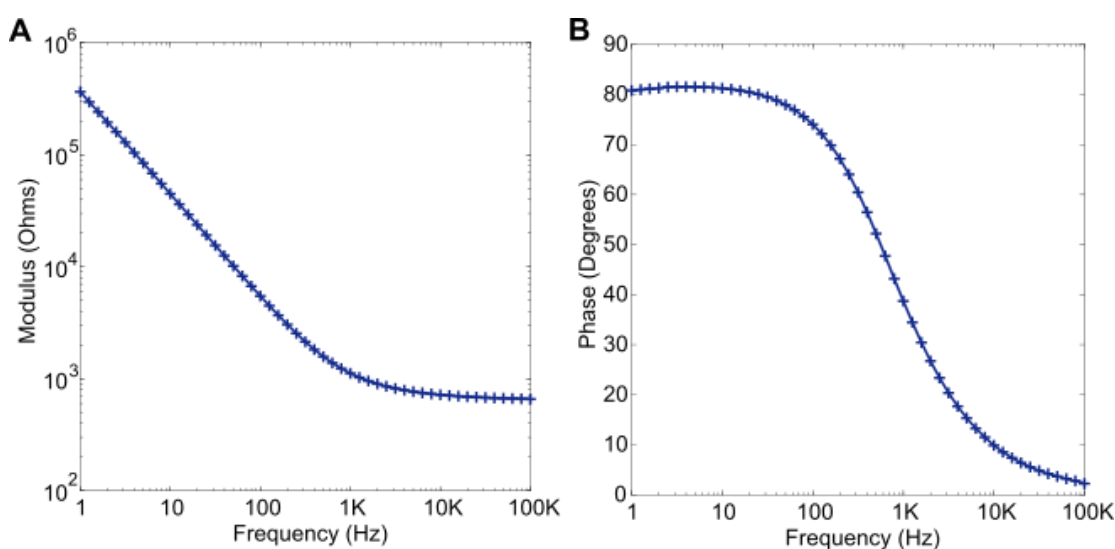 A
10^6
10^5
10^4
10^3
10^2
Modulus (Ohms)
1 10 100 1K 10K 100K
Frequency (Hz)
B
90
80
70
60
50
40
30
20
10
0
Phase (Degrees)
1 10 100 1K 10K 100K
Frequency (Hz)